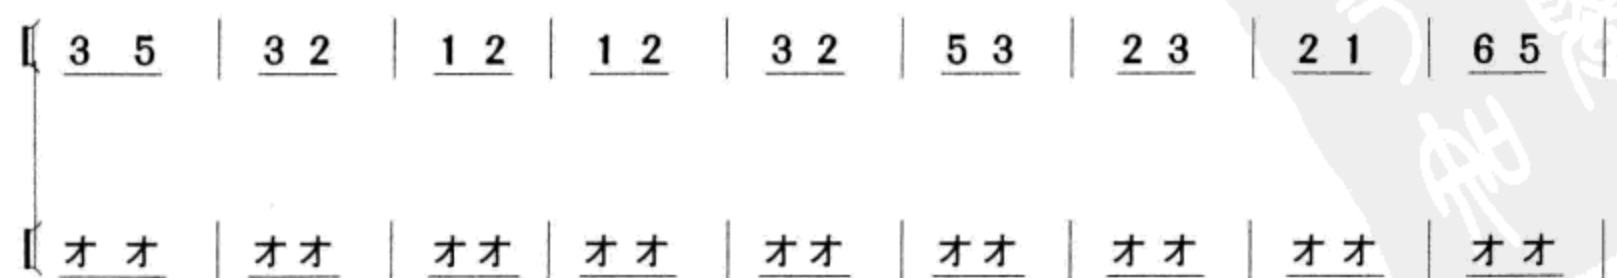 3 5 | 3 2 | 1 2 | 1 2 | 3 2 | 5 3 | 2 3 | 2 1 | 6 5 |
オ オ | オ オ | オ オ | オ オ | オ オ | オ オ | オ オ | オ オ | オ オ |